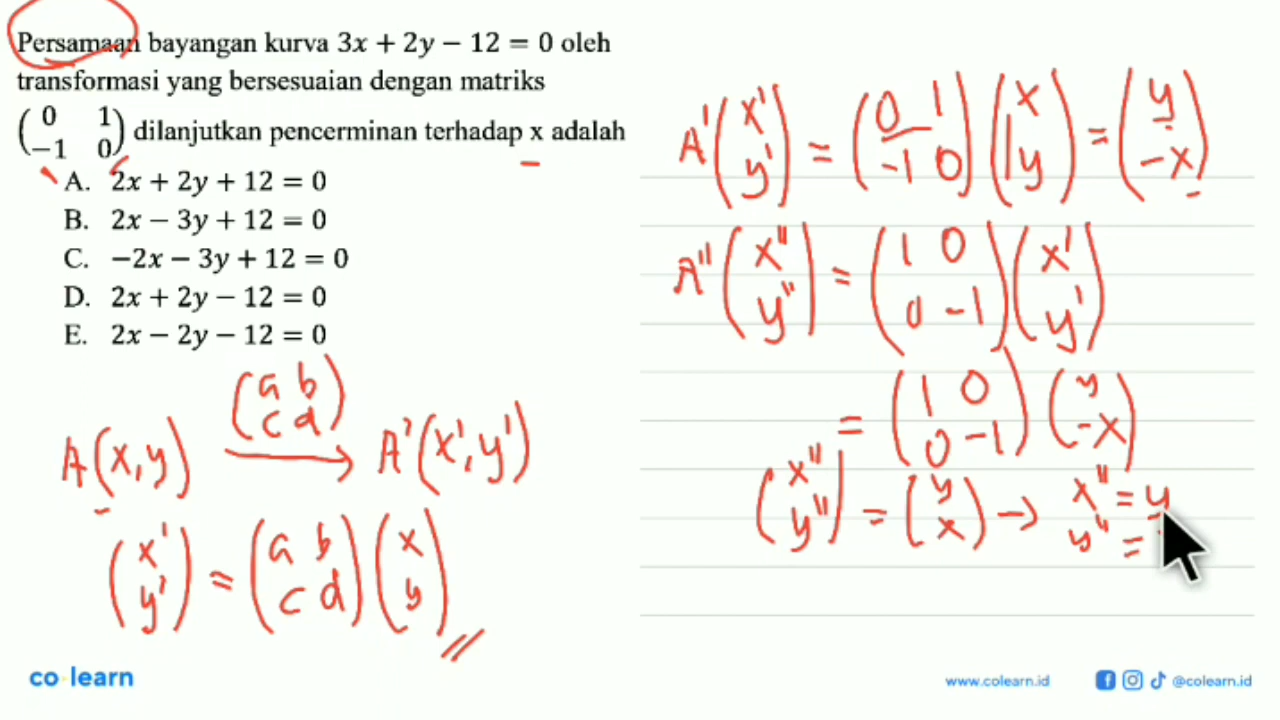 Persamaan bayangan kurva 3x + 2y − 12 = 0 oleh
transformasi yang bersesuaian dengan matriks
(0 1
−1 0) dilanjutkan pencerminan terhadap x adalah
A. 2x + 2y + 12 = 0
B. 2x − 3y + 12 = 0
C. −2x − 3y + 12 = 0
D. 2x + 2y − 12 = 0
E. 2x − 2y − 12 = 0
(a b
c d)
A(x,y) → A'(x',y')
(x'
y') = (a b
c d) (x
y) //
A' (x'
y') = (0 1
-1 0) (x
y) = (y
-x)
A" (x"
y") = (1 0
0 -1) (x'
y')
= (1 0
0 -1) (y
-x)
(x"
y") = (y
x) → x" = y
y" =
co learn
www.colearn.id
@colearn.id